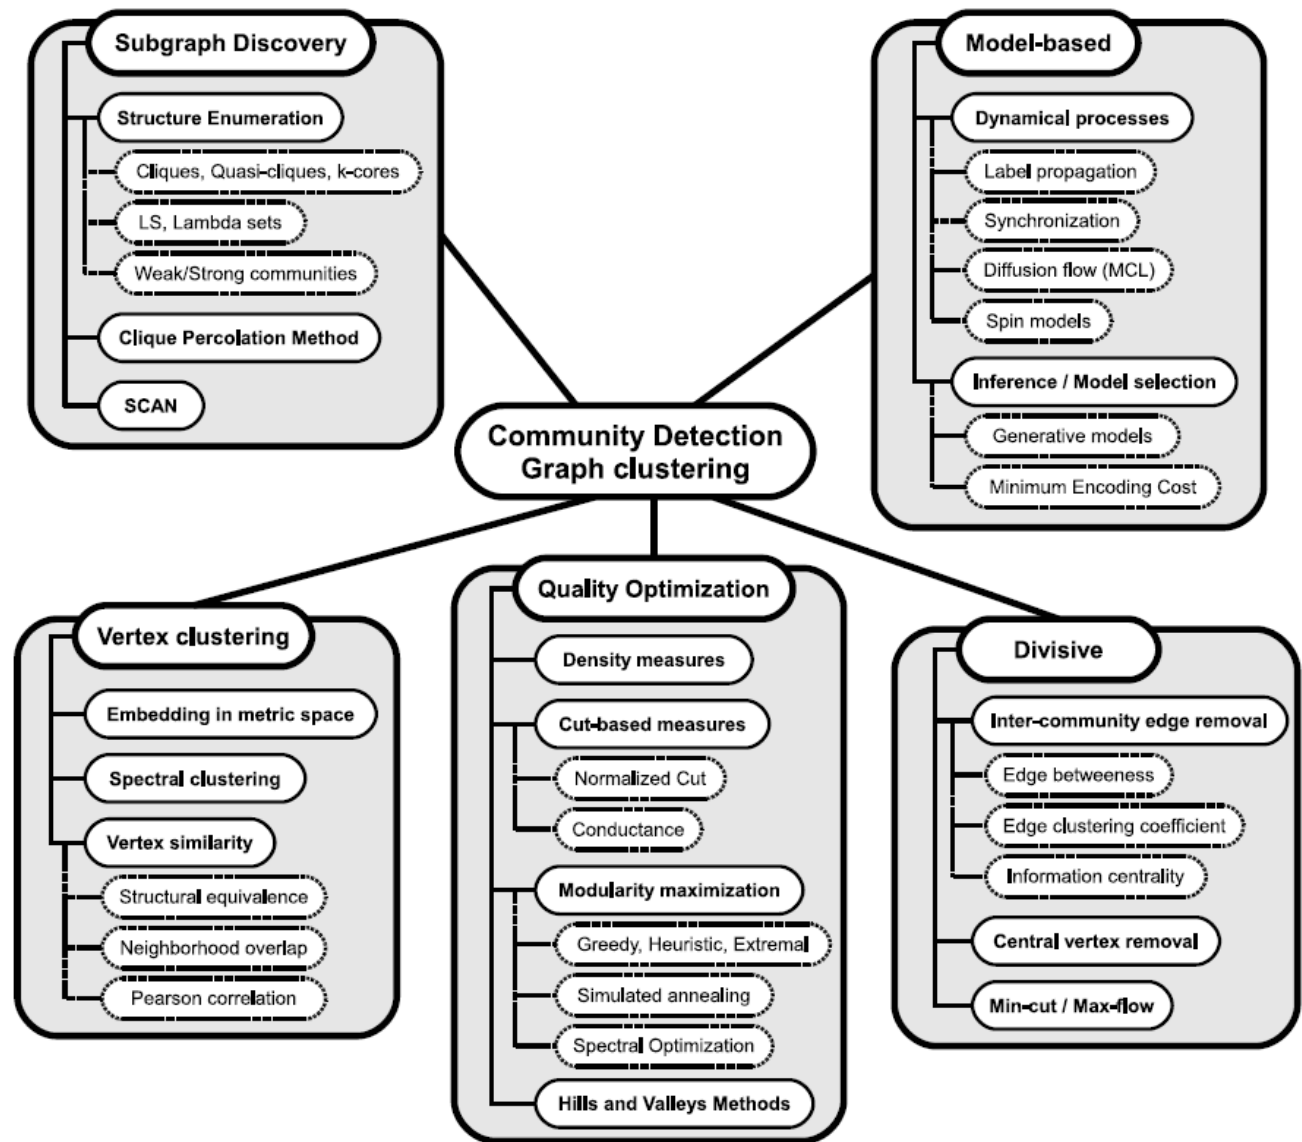 Subgraph Discovery
Structure Enumeration
Cliques, Quasi-cliques, k-cores
LS, Lambda sets
Weak/Strong communities
Clique Percolation Method
SCAN
Model-based
Dynamical processes
Label propagation
Synchronization
Diffusion flow (MCL)
Spin models
Inference / Model selection
Generative models
Minimum Encoding Cost
Community Detection
Graph clustering
Vertex clustering
Embedding in metric space
Spectral clustering
Vertex similarity
Structural equivalence
Neighborhood overlap
Pearson correlation
Quality Optimization
Density measures
Cut-based measures
Normalized Cut
Conductance
Modularity maximization
Greedy, Heuristic, Extremal
Simulated annealing
Spectral Optimization
Hills and Valleys Methods
Divisive
Inter-community edge removal
Edge betweeness
Edge clustering coefficient
Information centrality
Central vertex removal
Min-cut / Max-flow